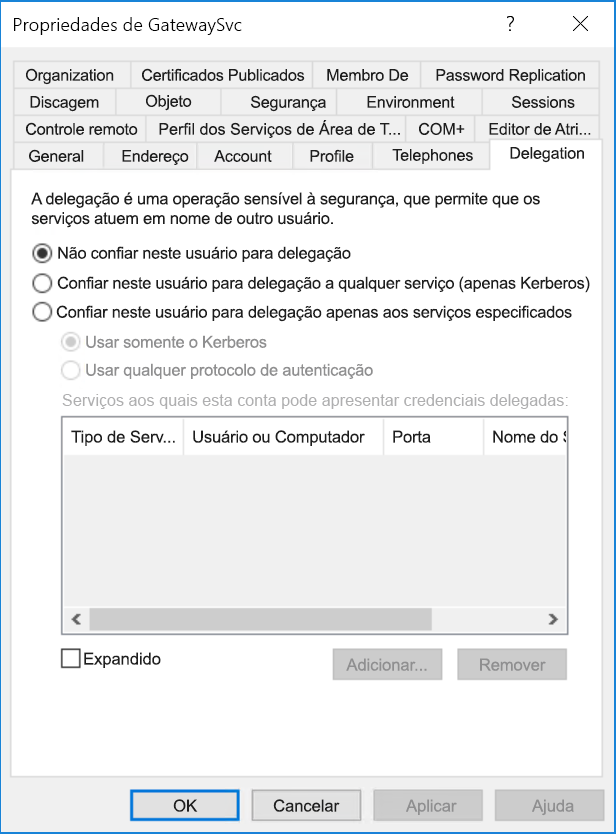 Propriedades de GatewaySvc
?
Organization Certificados Publicados Membro De Password Replication
Discagem Objeto Segurança Environment Sessions
Controle remoto Perfil dos Serviços de Área de T... COM+ Editor de Atri...
General Endereço Account Profile Telephones Delegation
A delegação é uma operação sensível à segurança, que permite que os
serviços atuem em nome de outro usuário.
Não confiar neste usuário para delegação
Confiar neste usuário para delegação a qualquer serviço (apenas Kerberos)
Confiar neste usuário para delegação apenas aos serviços especificados
Usar somente o Kerberos
Usar qualquer protocolo de autenticação
Serviços aos quais esta conta pode apresentar credenciais delegadas:
Tipo de Serv... Usuário ou Computador Porta Nome do
Expandido Adicionar... Remover
OK Cancelar Aplicar Ajuda